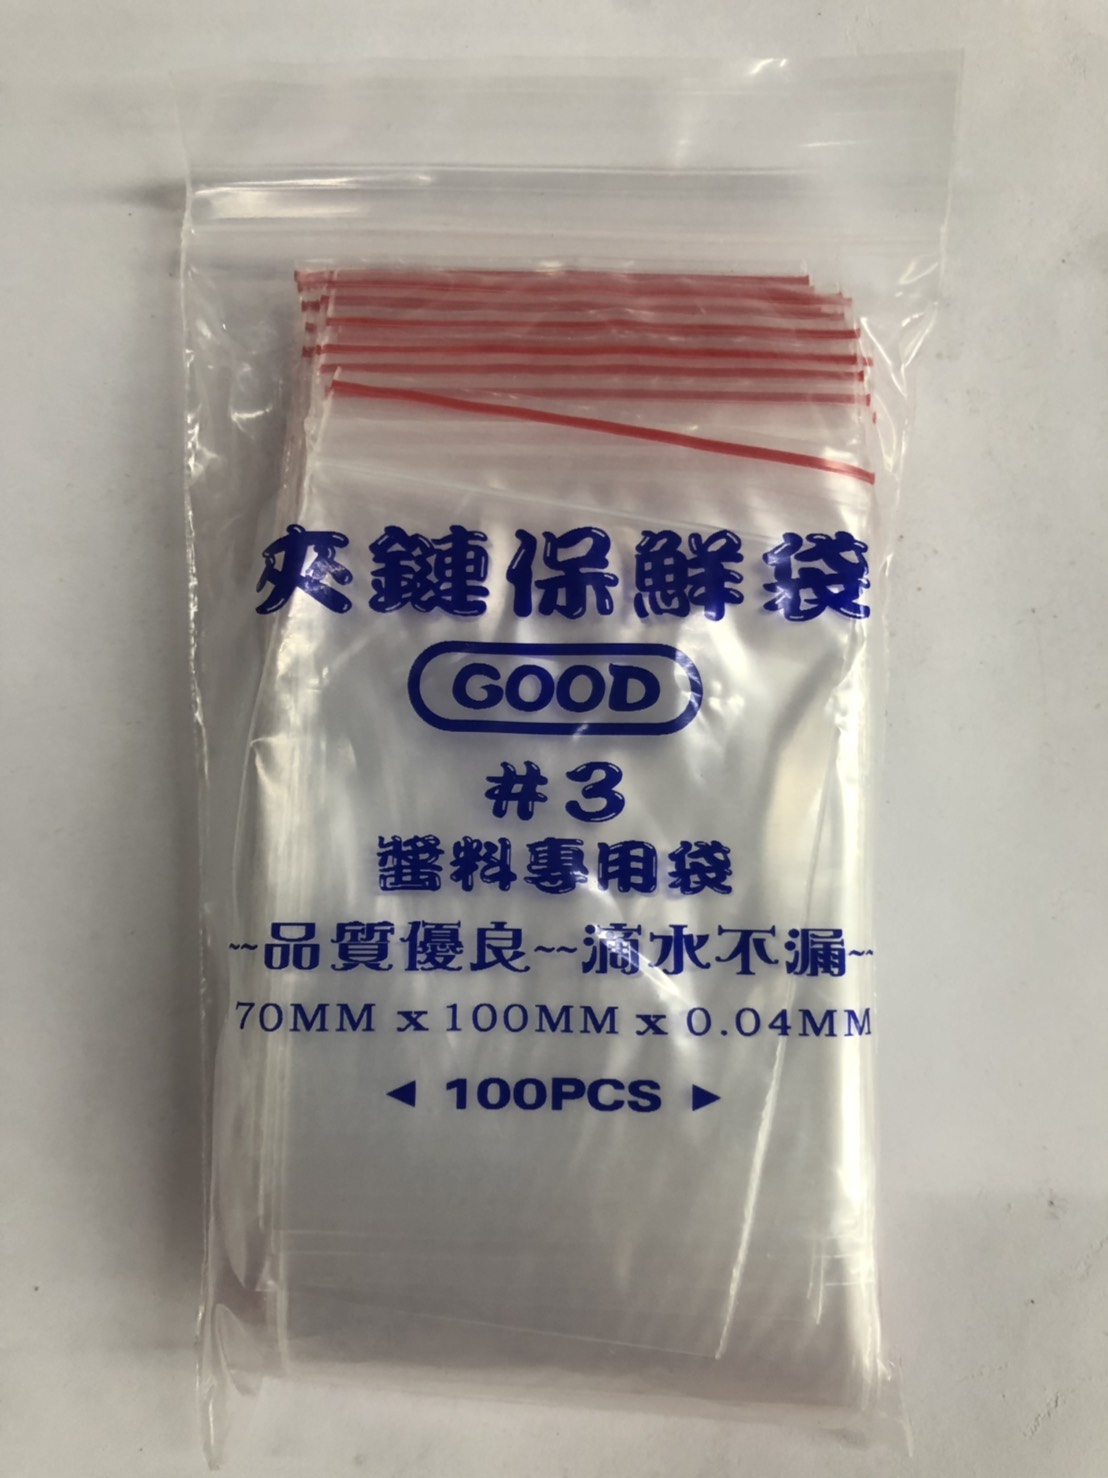 夾鏈保鮮袋
GOOD
#3
醬料專用袋
~~品質優良~~滴水不漏~~
70MM x 100MM x 0.04MM
◀ 100PCS ▶